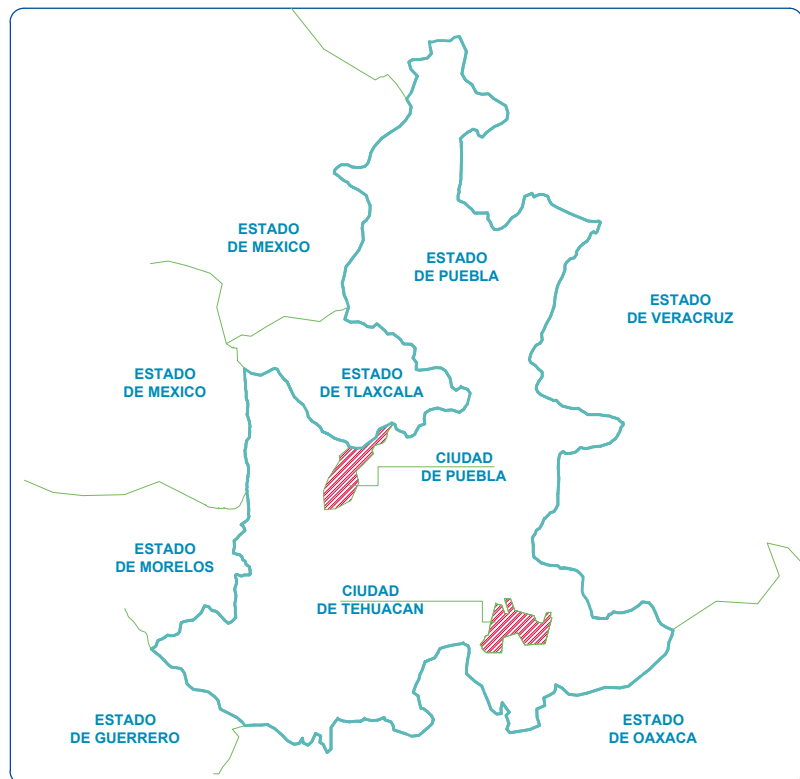 ESTADO
DE MEXICO
ESTADO
DE PUEBLA
ESTADO
DE VERACRUZ
ESTADO
DE MEXICO
ESTADO
DE TLAXCALA
CIUDAD
DE PUEBLA
ESTADO
DE MORELOS
CIUDAD
DE TEHUACAN
ESTADO
DE GUERRERO
ESTADO
DE OAXACA